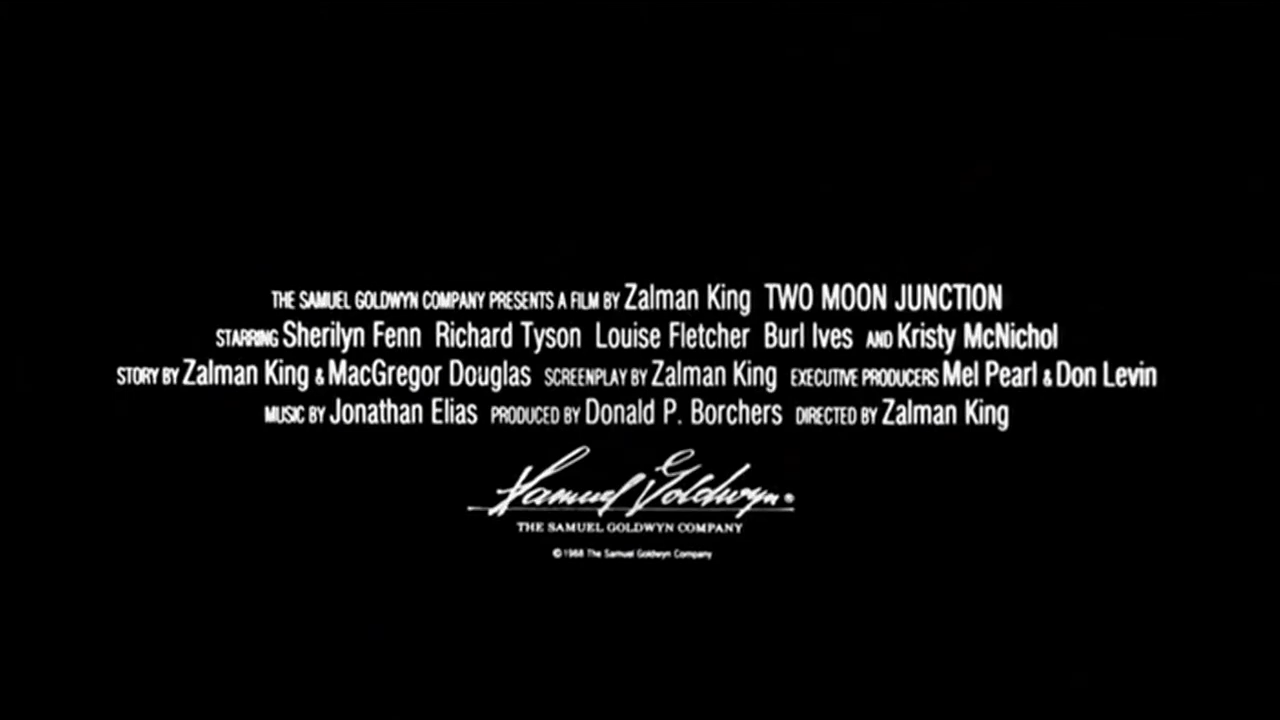 THE SAMUEL GOLDWYN COMPANY PRESENTS A FILM BY Zalman King TWO MOON JUNCTION
STARRING Sherilyn Fenn Richard Tyson Louise Fletcher Burl Ives AND Kristy McNichol
STORY BY Zalman King & MacGregor Douglas SCREENPLAY BY Zalman King EXECUTIVE PRODUCERS Mel Pearl & Don Levin
MUSIC BY Jonathan Elias PRODUCED BY Donald P. Borchers DIRECTED BY Zalman King
Samuel Goldwyn®
THE SAMUEL GOLDWYN COMPANY
©1988 The Samuel Goldwyn Company